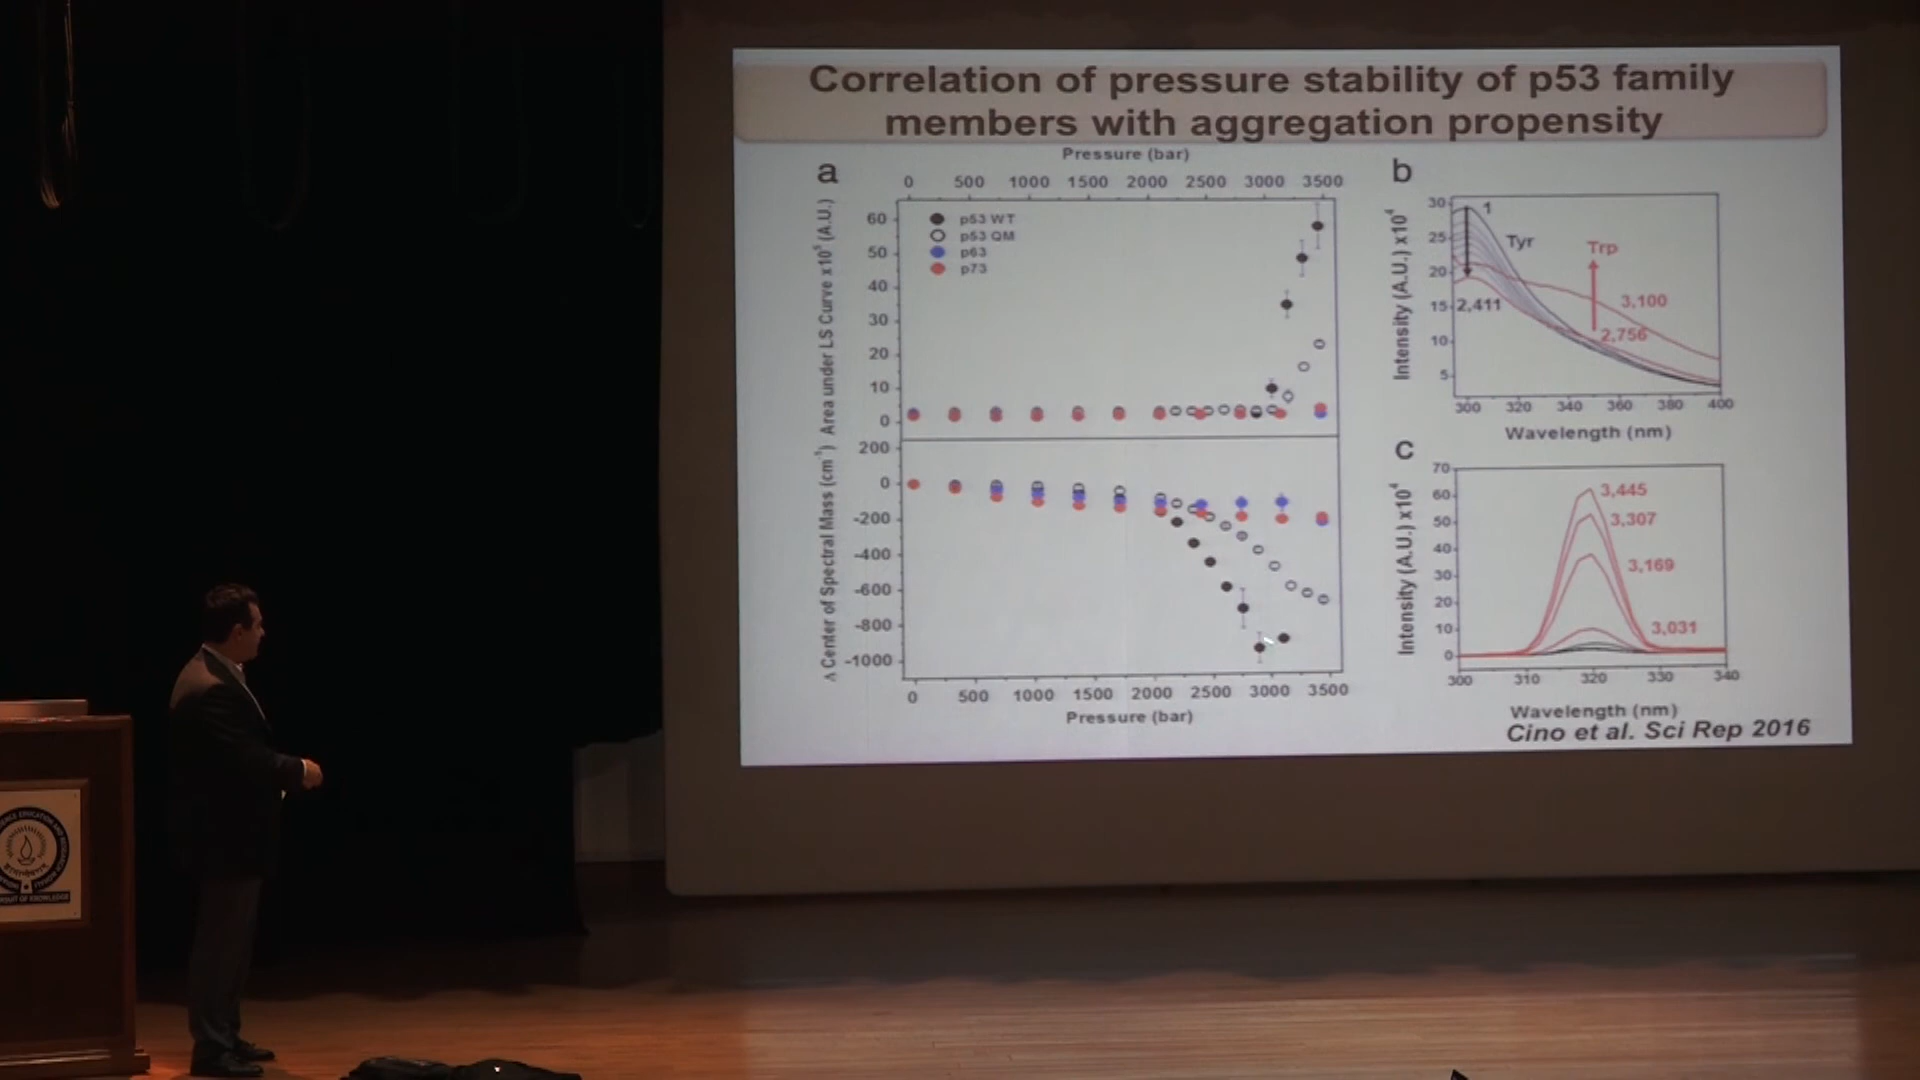 Correlation of pressure stability of p53 family
members with aggregation propensity
a
Pressure (bar)
0 500 1000 1500 2000 2500 3000 3500
Area under LS Curve x10⁵ (A.U.)
60
50
40
30
20
10
0
p53 WT
p53 QM
p63
p73
Δ Center of Spectral Mass (cm⁻¹)
200
0
-200
-400
-600
-800
-1000
0 500 1000 1500 2000 2500 3000 3500
Pressure (bar)
b
Intensity (A.U.) x10⁴
30
25
20
15
10
5
1
Tyr
Trp
2,411
3,100
2,756
300 320 340 360 380 400
Wavelength (nm)
c
Intensity (A.U.) x10⁴
70
60
50
40
30
20
10
0
3,445
3,307
3,169
3,031
300 310 320 330 340
Wavelength (nm)
Cino et al. Sci Rep 2016